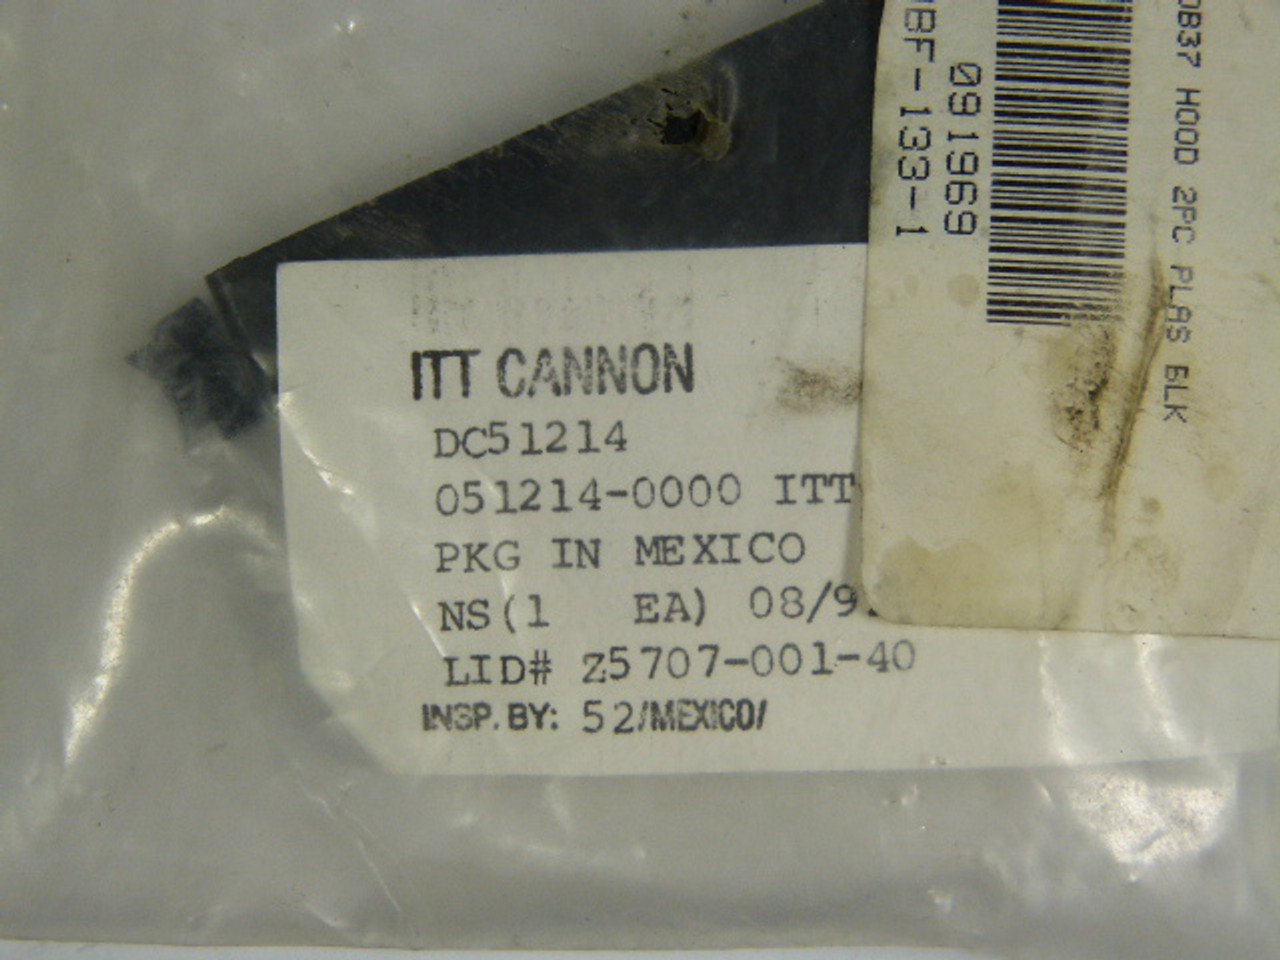 ITT CANNON
DC51214
051214-0000 ITT
PKG IN MEXICO
NS(1 EA) 08/9
LID# Z5707-001-40
INSP. BY: 52/MEXICO/
HOOD 2PC PLAS BLK
091969
BF-133-1